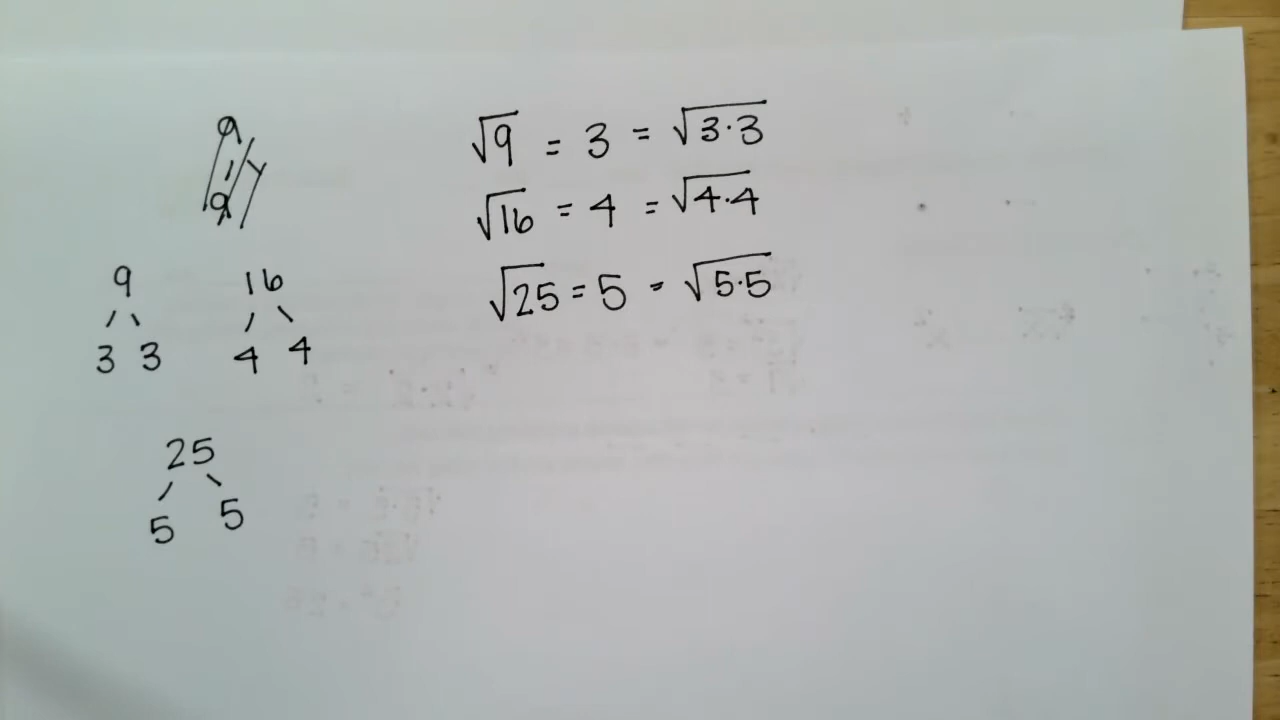 9
9
9 16
3 3 4 4
25
5 5
√9 = 3 = √3·3
√16 = 4 = √4·4
√25 = 5 = √5·5